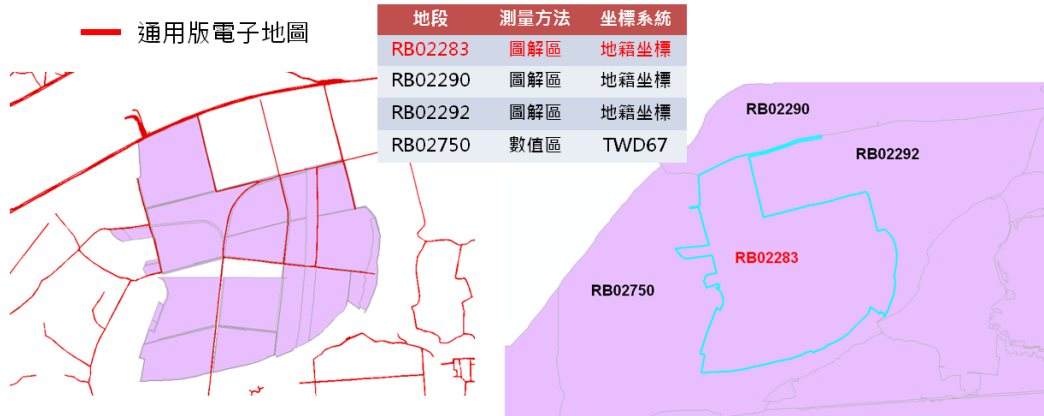 通用版電子地圖
地段 測量方法 坐標系統
RB02283 圖解區 地籍坐標
RB02290 圖解區 地籍坐標
RB02292 圖解區 地籍坐標
RB02750 數值區 TWD67
RB02290
RB02292
RB02283
RB02750